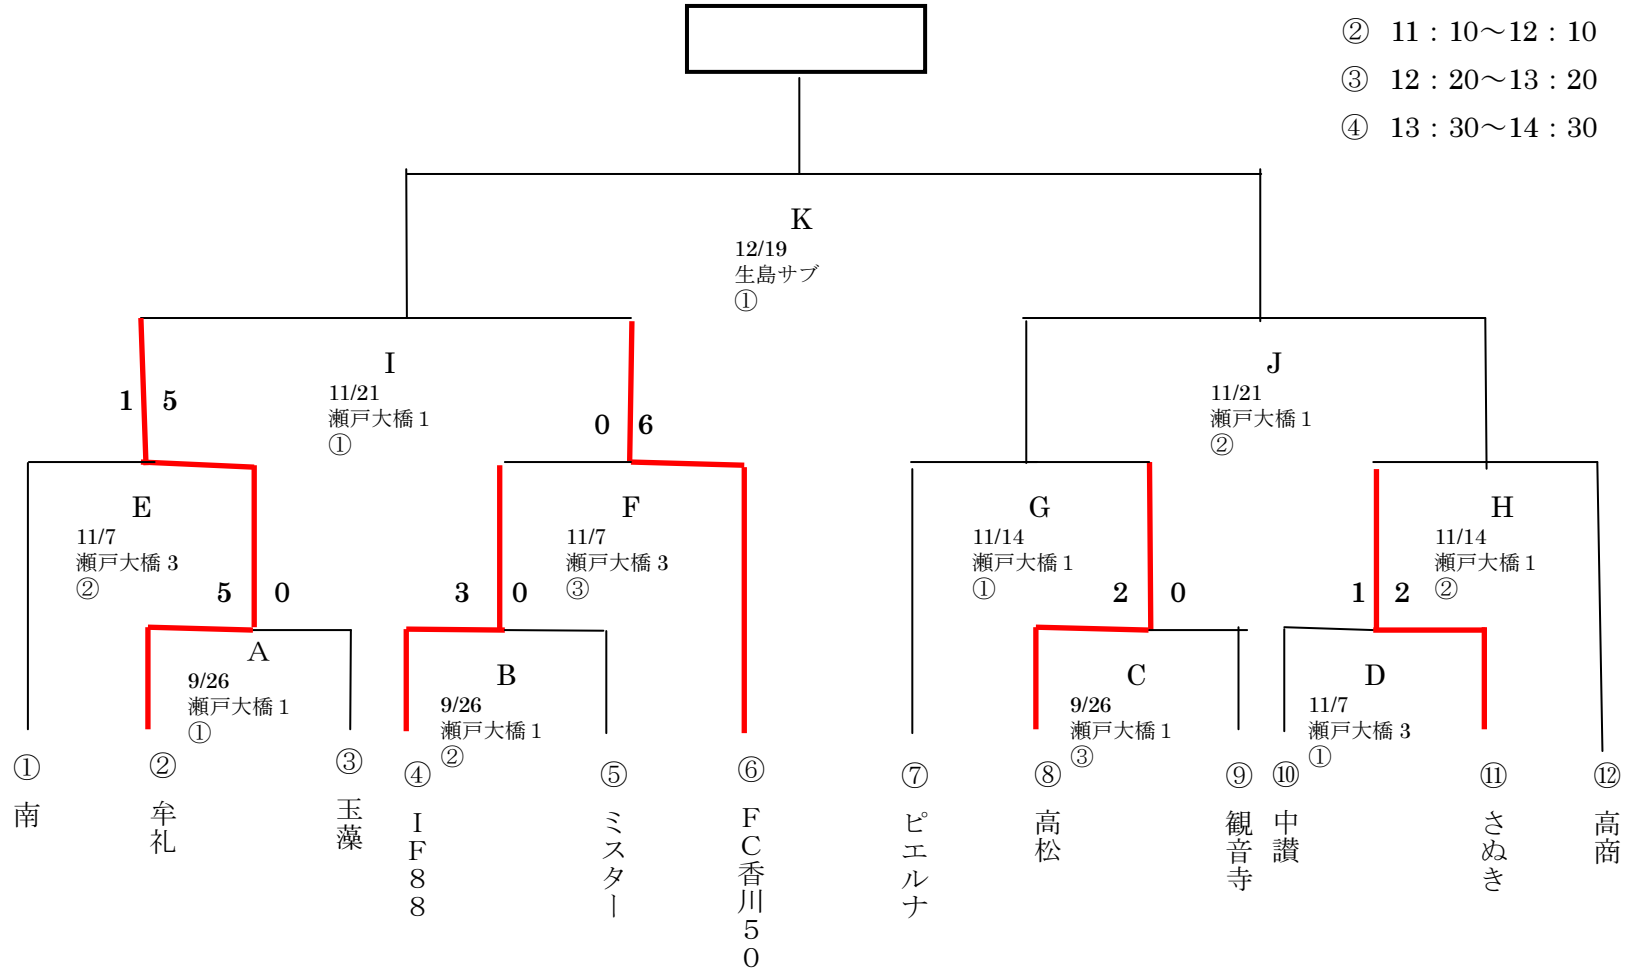 ② 11：10～12：10
③ 12：20～13：20
④ 13：30～14：30
K
12/19
生島サブ
①
I
11/21
瀬戸大橋１
①
J
11/21
瀬戸大橋１
②
1 5
0 6
E
11/7
瀬戸大橋 3
②
F
11/7
瀬戸大橋 3
③
G
11/14
瀬戸大橋１
①
H
11/14
瀬戸大橋１
②
5 0
3 0
2 0
1 2
A
9/26
瀬戸大橋１
①
B
9/26
瀬戸大橋１
②
C
9/26
瀬戸大橋１
③
D
11/7
瀬戸大橋 3
①
① 南
② 牟礼
③ 玉藻
④ ＩＦ８８
⑤ ミスター
⑥ ＦＣ香川５０
⑦ ピエルナ
⑧ 高松
⑨ 観音寺
⑩ 中讃
⑪ さぬき
⑫ 高商